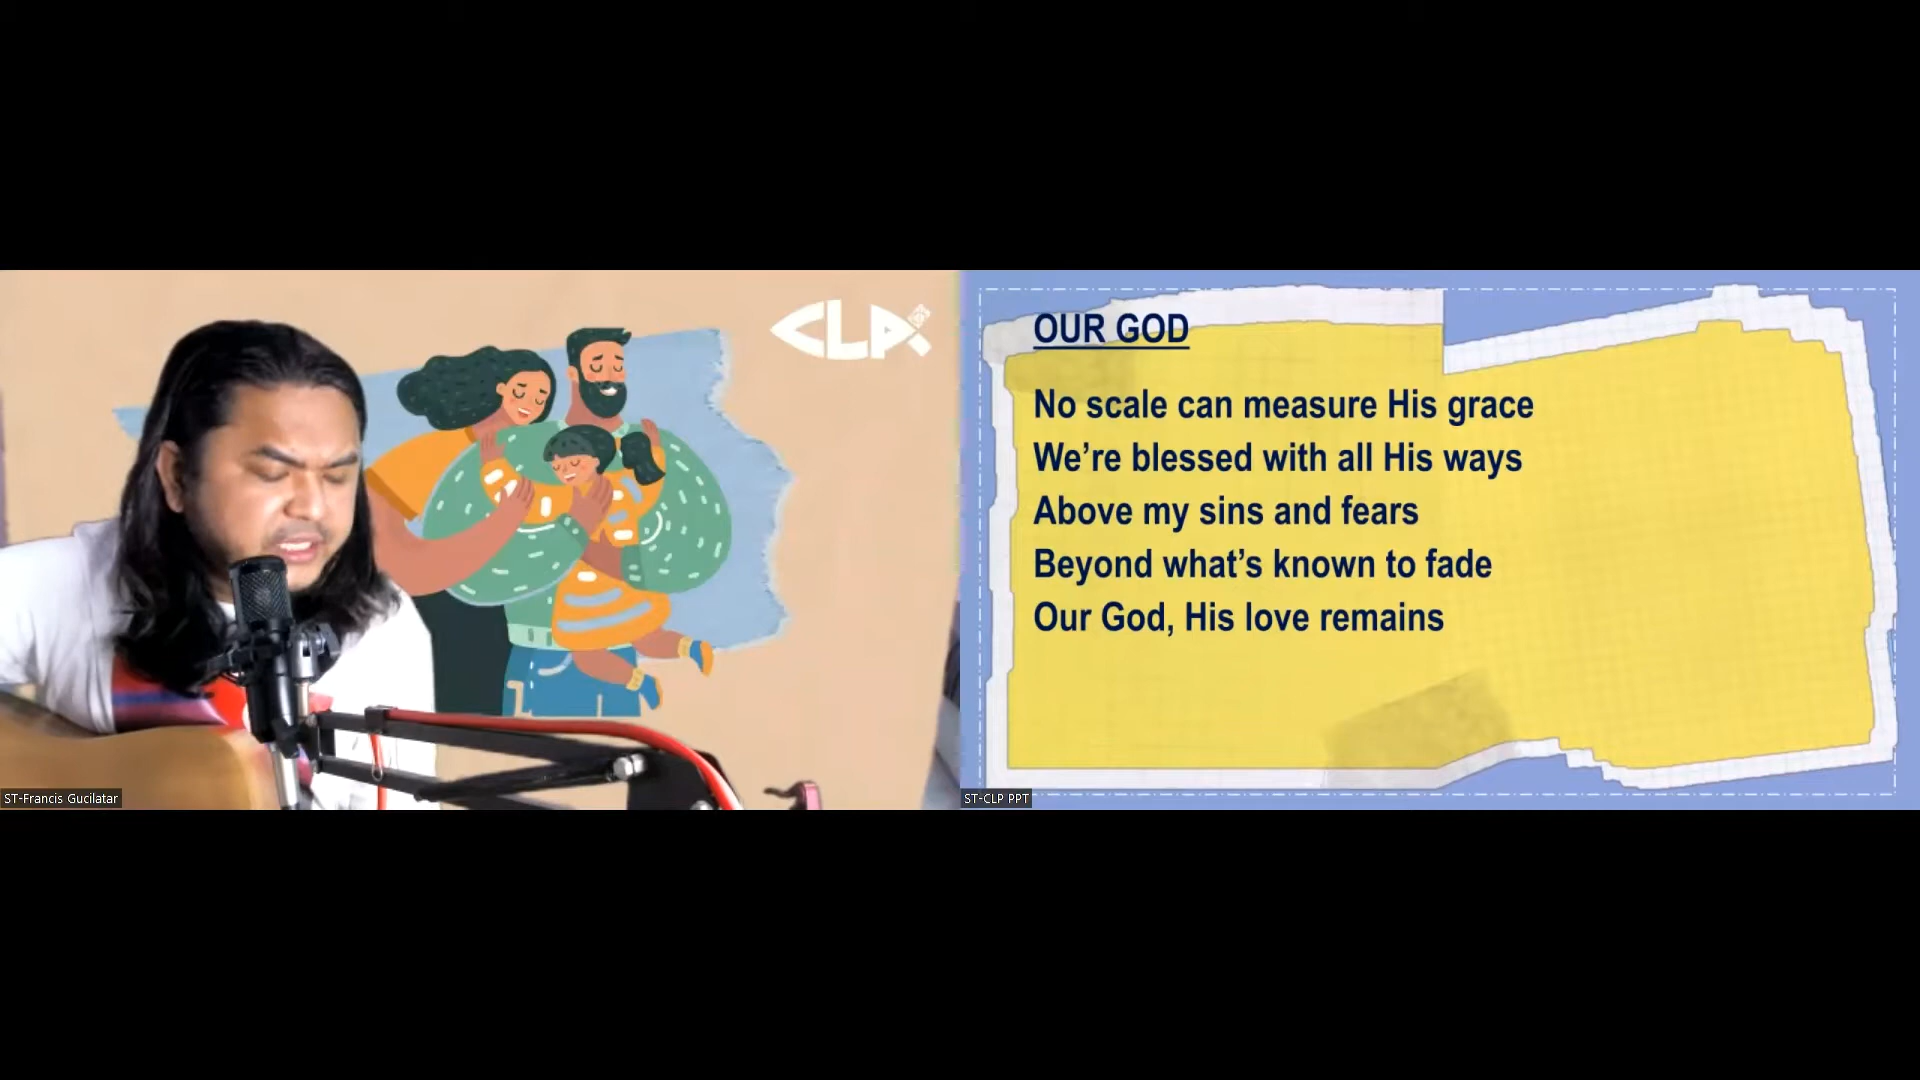 CLP
ST-Francis Gucilatar
OUR GOD
No scale can measure His grace
We’re blessed with all His ways
Above my sins and fears
Beyond what’s known to fade
Our God, His love remains
ST-CLP PPT